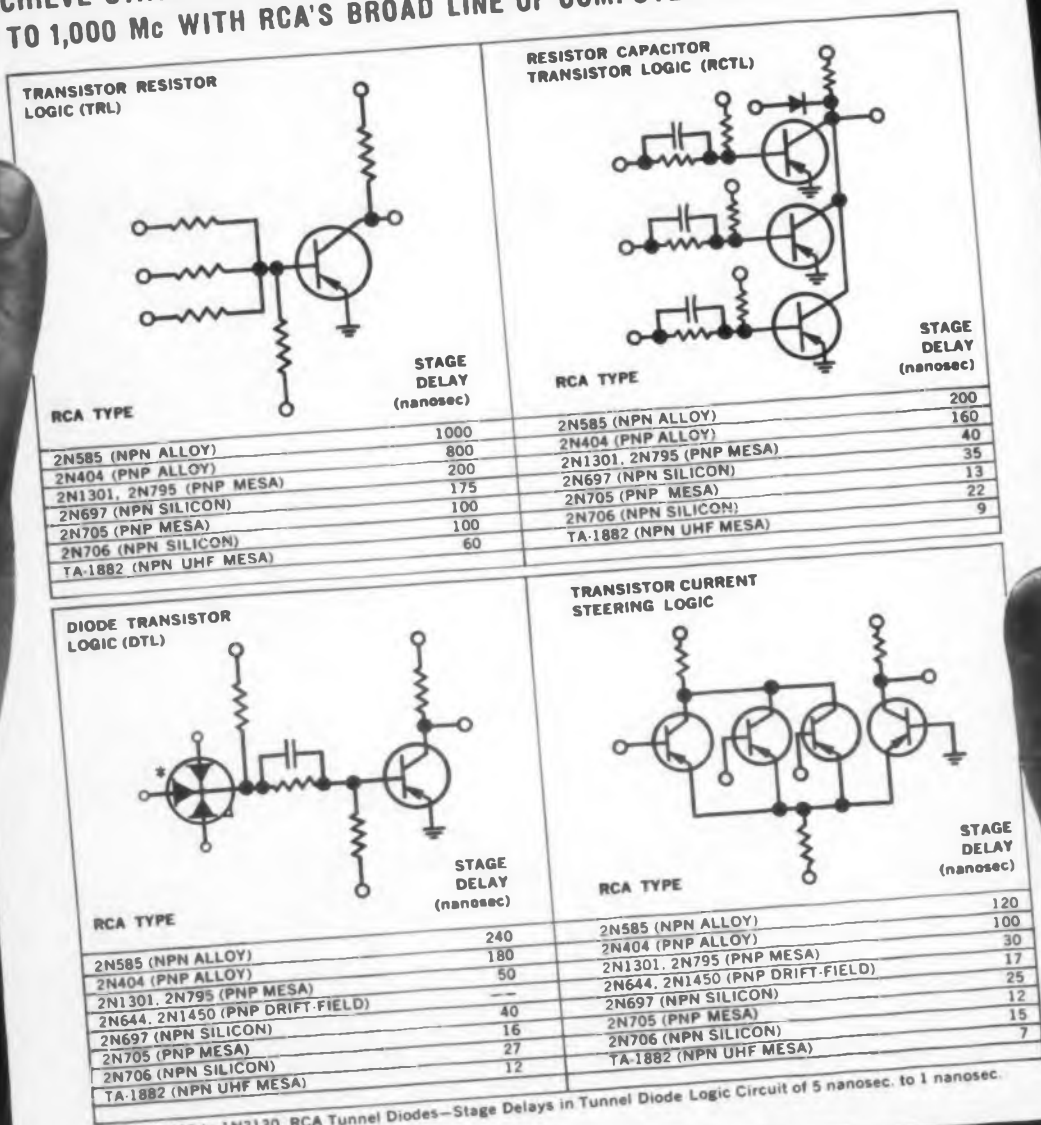 TO 1,000 Mc WITH RCA'S BROAD LINE OF
TRANSISTOR RESISTOR
LOGIC (TRL)
RCA TYPE
STAGE
DELAY
(nanosec)
2N585 (NPN ALLOY) 1000
2N404 (PNP ALLOY) 800
2N1301, 2N795 (PNP MESA) 200
2N697 (NPN SILICON) 175
2N705 (PNP MESA) 100
2N706 (NPN SILICON) 100
TA-1882 (NPN UHF MESA) 60
RESISTOR CAPACITOR
TRANSISTOR LOGIC (RCTL)
RCA TYPE
STAGE
DELAY
(nanosec)
2N585 (NPN ALLOY) 200
2N404 (PNP ALLOY) 160
2N1301, 2N795 (PNP MESA) 40
2N697 (NPN SILICON) 35
2N705 (PNP MESA) 13
2N706 (NPN SILICON) 22
TA-1882 (NPN UHF MESA) 9
DIODE TRANSISTOR
LOGIC (DTL)
*
RCA TYPE
STAGE
DELAY
(nanosec)
2N585 (NPN ALLOY) 240
2N404 (PNP ALLOY) 180
2N1301, 2N795 (PNP MESA) 50
2N644, 2N1450 (PNP DRIFT-FIELD) --
2N697 (NPN SILICON) 40
2N705 (PNP MESA) 16
2N706 (NPN SILICON) 27
TA-1882 (NPN UHF MESA) 12
TRANSISTOR CURRENT
STEERING LOGIC
RCA TYPE
STAGE
DELAY
(nanosec)
2N585 (NPN ALLOY) 120
2N404 (PNP ALLOY) 100
2N1301, 2N795 (PNP MESA) 30
2N644, 2N1450 (PNP DRIFT-FIELD) 17
2N697 (NPN SILICON) 25
2N705 (PNP MESA) 12
2N706 (NPN SILICON) 15
TA-1882 (NPN UHF MESA) 7
RCA Tunnel Diodes—Stage Delays in Tunnel Diode Logic Circuit of 5 nanosec. to 1 nanosec.